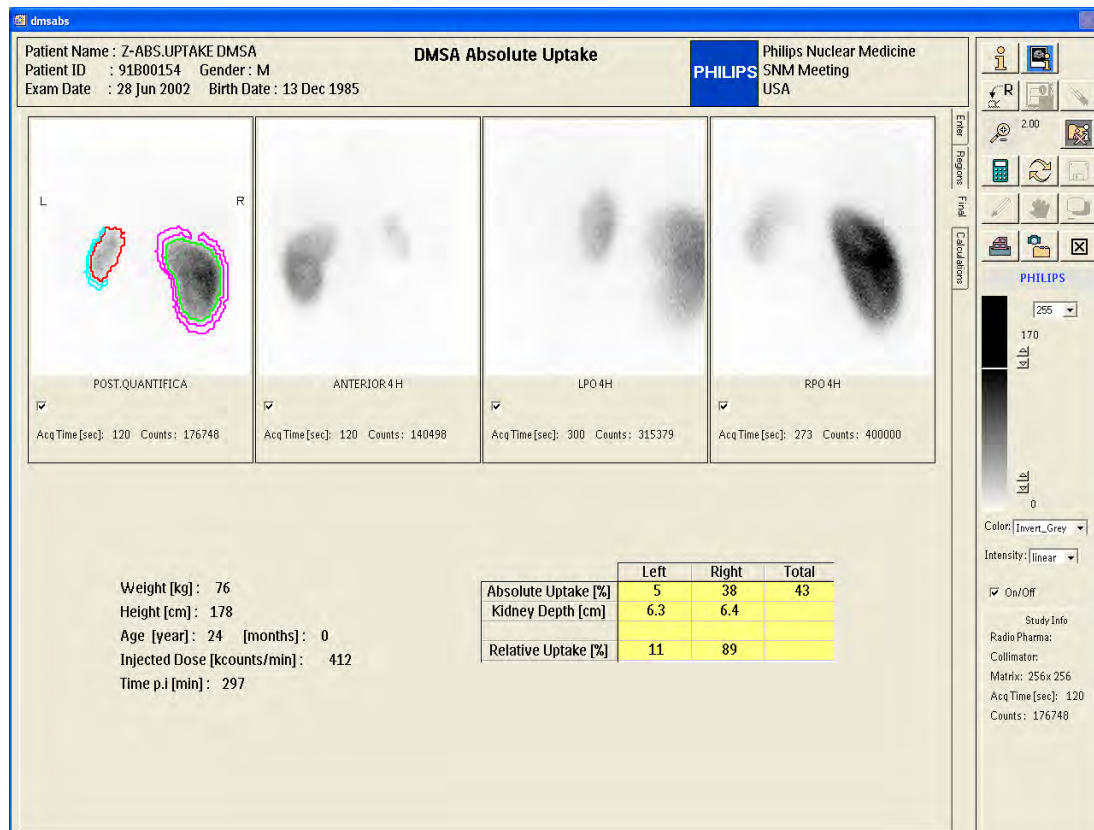 dmsabs
Patient Name : Z-ABS.UPTAKE DMSA
Patient ID : 91B00154 Gender : M
Exam Date : 28 Jun 2002 Birth Date : 13 Dec 1985
DMSA Absolute Uptake
PHILIPS
Philips Nuclear Medicine
SNM Meeting
USA
Enter
Regions
Final
Calculations
L
R
POST.QUANTIFICA
Acq Time [sec]: 120 Counts : 176748
ANTERIOR 4 H
Acq Time [sec]: 120 Counts : 140498
LPO 4H
Acq Time [sec]: 300 Counts : 315379
RPO 4H
Acq Time [sec]: 273 Counts : 400000
Weight [kg] : 76
Height [cm] : 178
Age [year] : 24 [months] : 0
Injected Dose [kcounts/min] : 412
Time p.i [min] : 297
Left Right Total
Absolute Uptake [%] 5 38 43
Kidney Depth [cm] 6.3 6.4
Relative Uptake [%] 11 89
R
2.00
PHILIPS
255
170
0
Color: Invert_Grey
Intensity: linear
On/Off
Study Info
Radio Pharma:
Collimator:
Matrix: 256x 256
Acq Time [sec]: 120
Counts : 176748